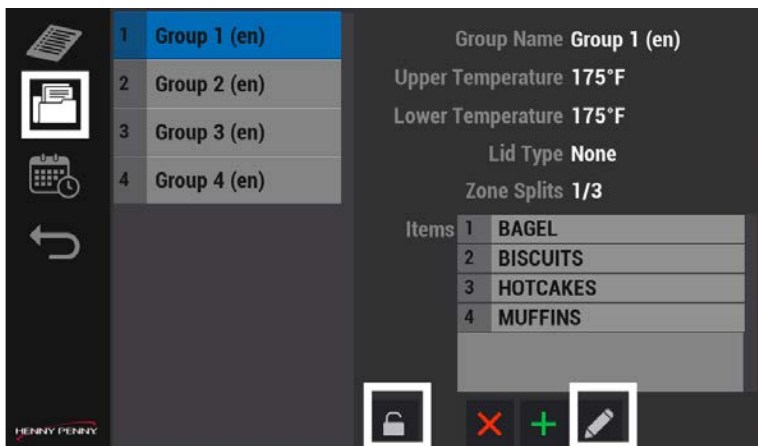 1 Group 1 (en)
2 Group 2 (en)
3 Group 3 (en)
4 Group 4 (en)
Group Name Group 1 (en)
Upper Temperature 175°F
Lower Temperature 175°F
Lid Type None
Zone Splits 1/3
Items 1 BAGEL
2 BISCUITS
3 HOTCAKES
4 MUFFINS
HENNY PENNY